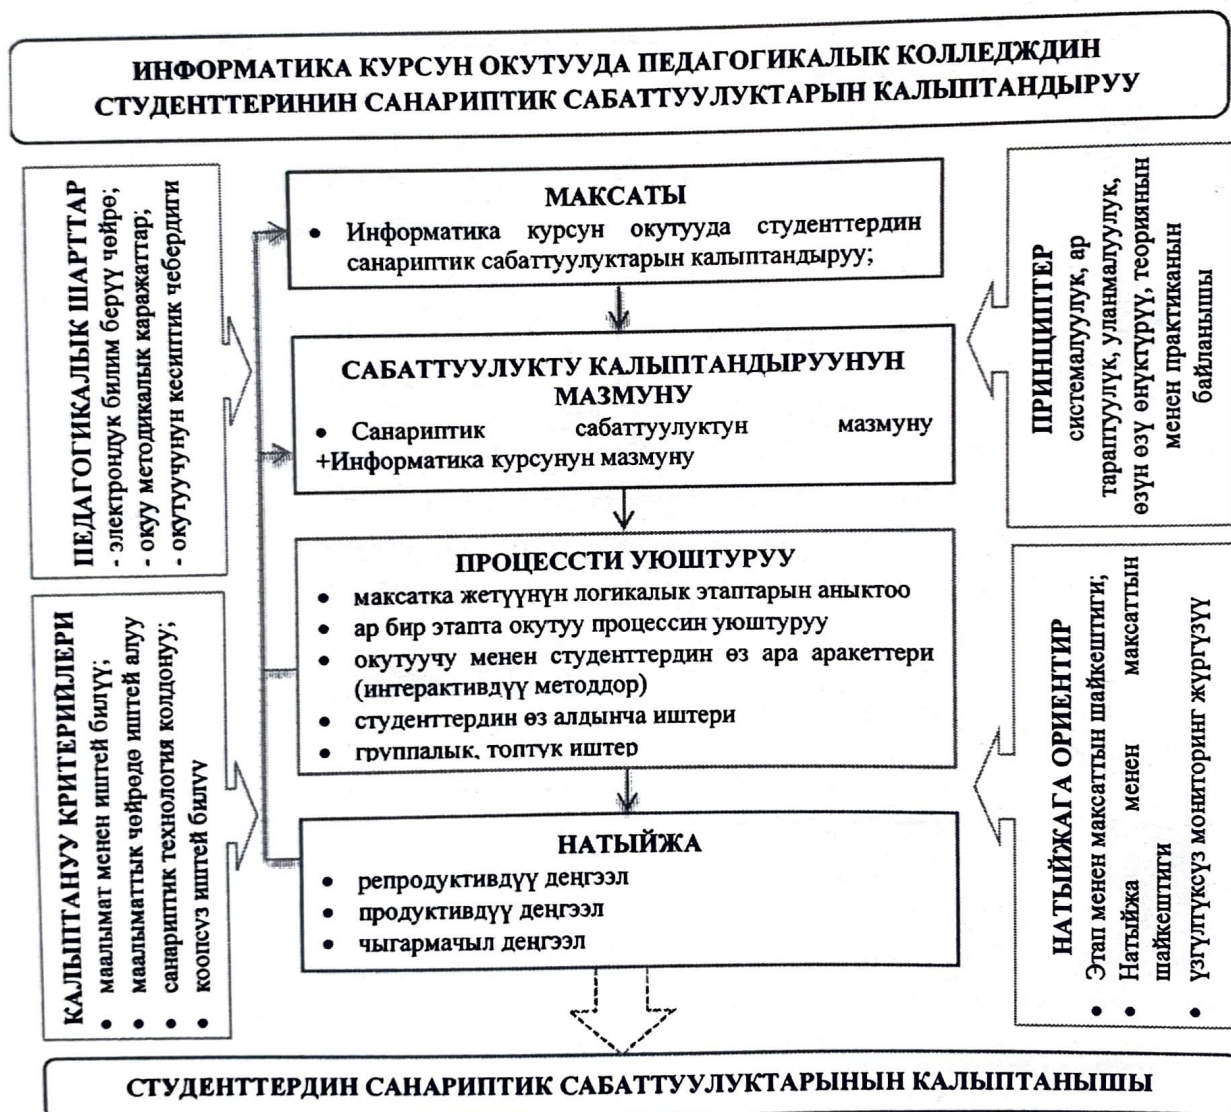 ИНФОРМАТИКА КУРСУН ОКУТУУДА ПЕДАГОГИКАЛЫК КОЛЛЕДЖДИН
СТУДЕНТТЕРИНИН САНАРИПТИК САБАТТУУЛУКТАРЫН КАЛЫПТАНДЫРУУ
ПЕДАГОГИКАЛЫК ШАРТТАР
- электрондук билим берүү чөйрө;
- окуу методикалык каражаттар;
- окутуучунун кесиптик чебердиги
МАКСАТЫ
• Информатика курсун окутууда студенттердин
санариптик сабаттуулуктарын калыптандыруу;
ПРИНЦИПТЕР
системалуулук, ар
тараптуулук, уланмалуулук,
өзүн өзү өнүктүрүү, теориянын
менен практиканын
байланышы
САБАТТУУЛУКТУ КАЛЫПТАНДЫРУУНУН
МАЗМУНУ
• Санариптик сабаттуулуктун мазмуну
+Информатика курсунун мазмуну
ПРОЦЕССТИ УЮШТУРУУ
• максатка жетүүнүн логикалык этаптарын аныктоо
• ар бир этапта окутуу процессин уюштуруу
• окутуучу менен студенттердин өз ара аракеттери
(интерактивдүү методдор)
• студенттердин өз алдынча иштери
• группалык, топтук иштер
КАЛЫПТАНУУ КРИТЕРИЙЛЕРИ
• маалымат менен иштей билүү;
• маалыматтык чөйрөдө иштей алуу
• санариптик технология колдонуу;
• коопсуз иштей билүү
НАТЫЙЖАГА ОРИЕНТИР
• Этап менен максаттын шайкештиги;
• Натыйжа менен максатын
шайкештиги
• үзгүлтүксүз мониторинг жүргүзүү
НАТЫЙЖА
• репродуктивдүү деңгээл
• продуктивдүү деңгээл
• чыгармачыл деңгээл
СТУДЕНТТЕРДИН САНАРИПТИК САБАТТУУЛУКТАРЫНЫН КАЛЫПТАНЫШЫ